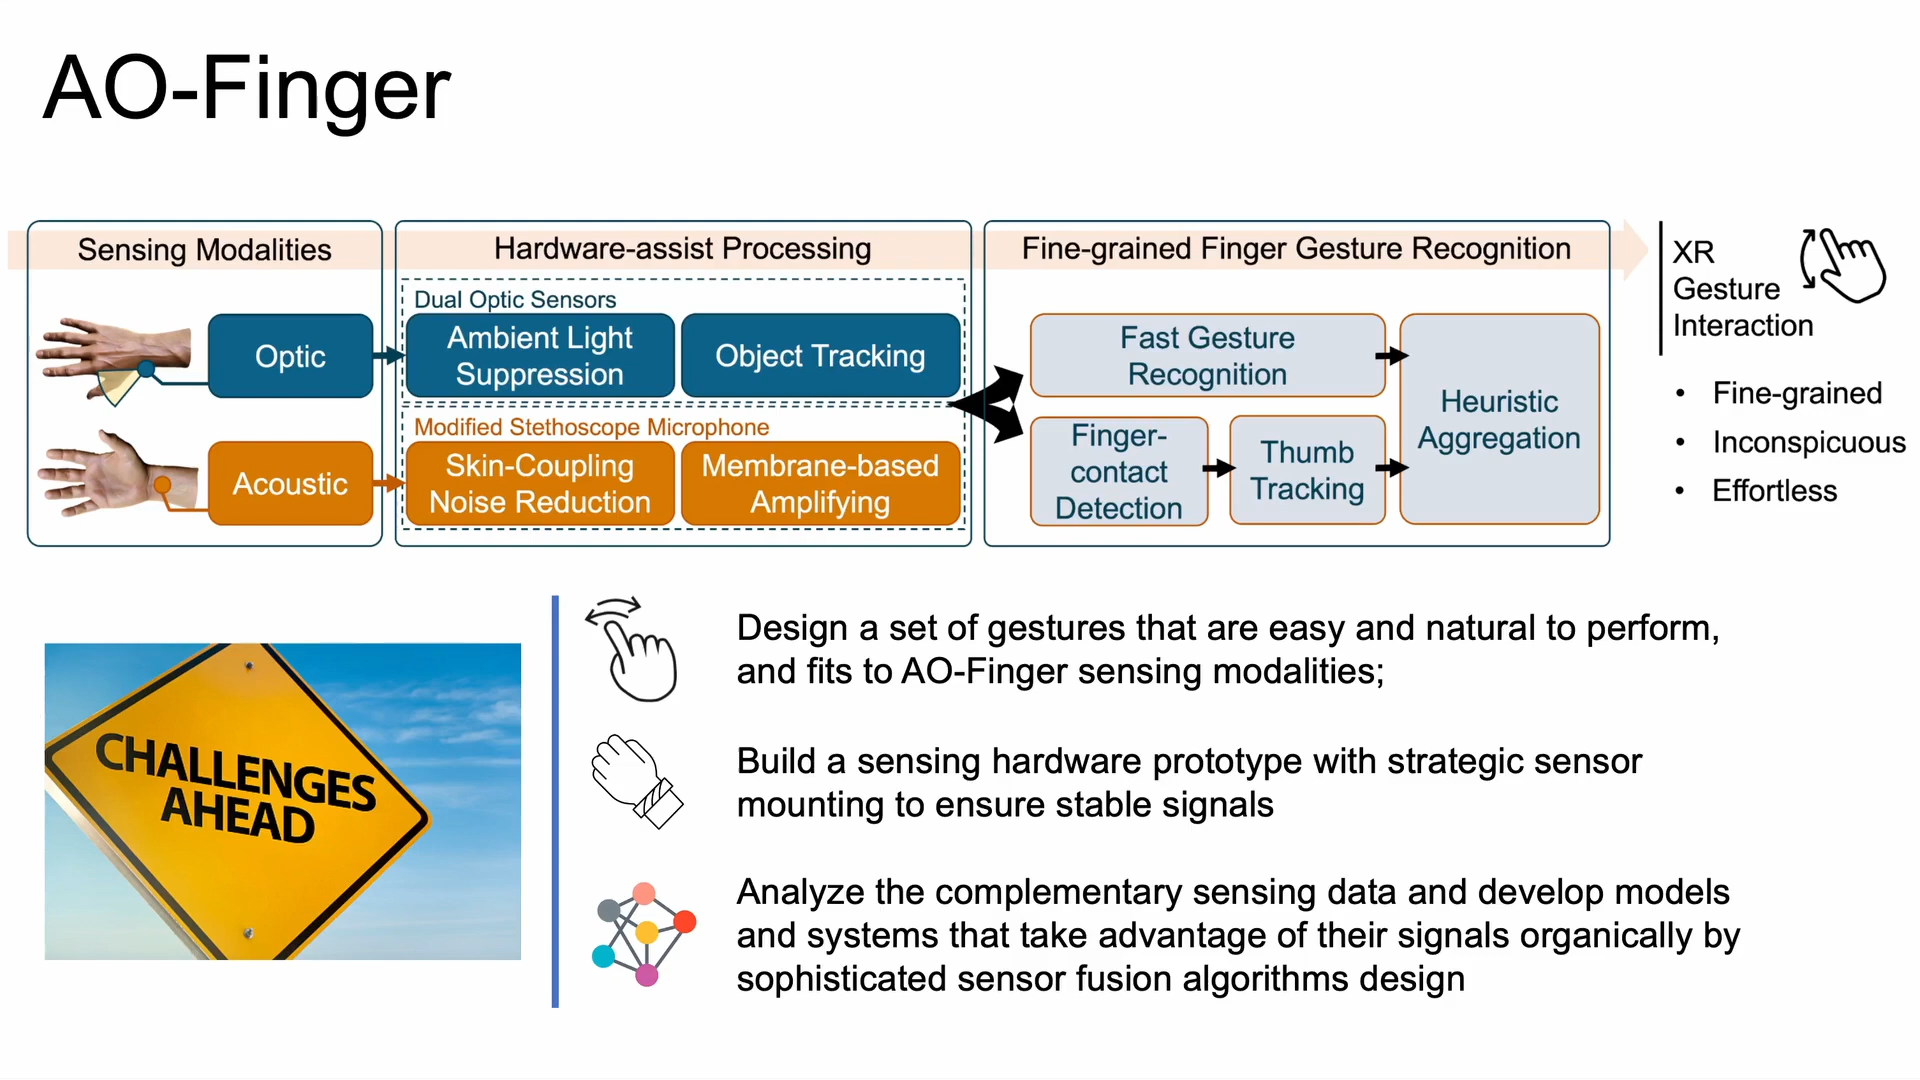 AO-Finger
Sensing Modalities
Optic
Acoustic
Hardware-assist Processing
Dual Optic Sensors
Ambient Light
Suppression
Object Tracking
Modified Stethoscope Microphone
Skin-Coupling
Noise Reduction
Membrane-based
Amplifying
Fine-grained Finger Gesture Recognition
Fast Gesture
Recognition
Finger-
contact
Detection
Thumb
Tracking
Heuristic
Aggregation
XR
Gesture
Interaction
• Fine-grained
• Inconspicuous
• Effortless
CHALLENGES
AHEAD
Design a set of gestures that are easy and natural to perform,
and fits to AO-Finger sensing modalities;
Build a sensing hardware prototype with strategic sensor
mounting to ensure stable signals
Analyze the complementary sensing data and develop models
and systems that take advantage of their signals organically by
sophisticated sensor fusion algorithms design